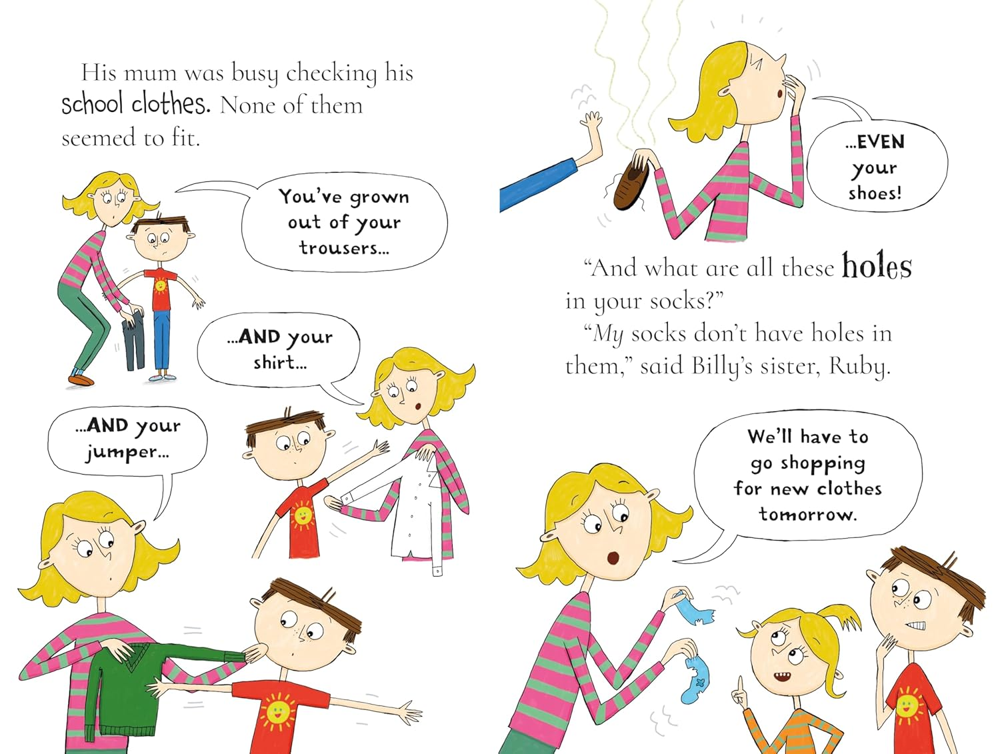 His mum was busy checking his
school clothes. None of them
seemed to fit.
You've grown
out of your
trousers...
...AND your
shirt...
...AND your
jumper...
...EVEN
your
shoes!
“And what are all these holes
in your socks?”
“My socks don't have holes in
them,” said Billy's sister, Ruby.
We'll have to
go shopping
for new clothes
tomorrow.